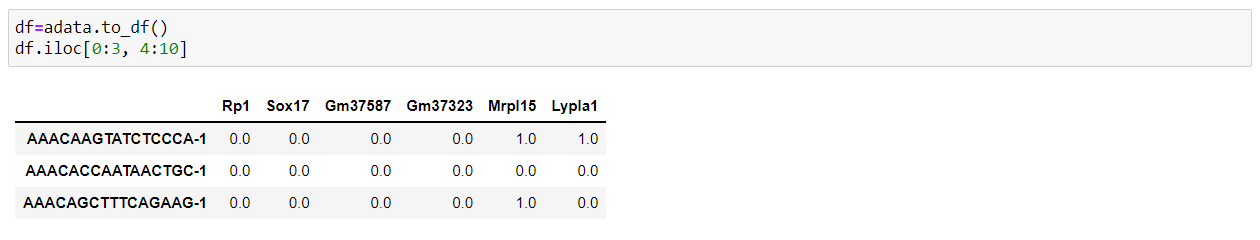 df=adata.to_df()
df.iloc[0:3, 4:10]
Rp1 Sox17 Gm37587 Gm37323 Mrpl15 Lypla1
AAACAAGTATCTCCCA-1 0.0 0.0 0.0 0.0 1.0 1.0
AAACACCAATAACTGC-1 0.0 0.0 0.0 0.0 0.0 0.0
AAACAGCTTTCAGAAG-1 0.0 0.0 0.0 0.0 1.0 0.0